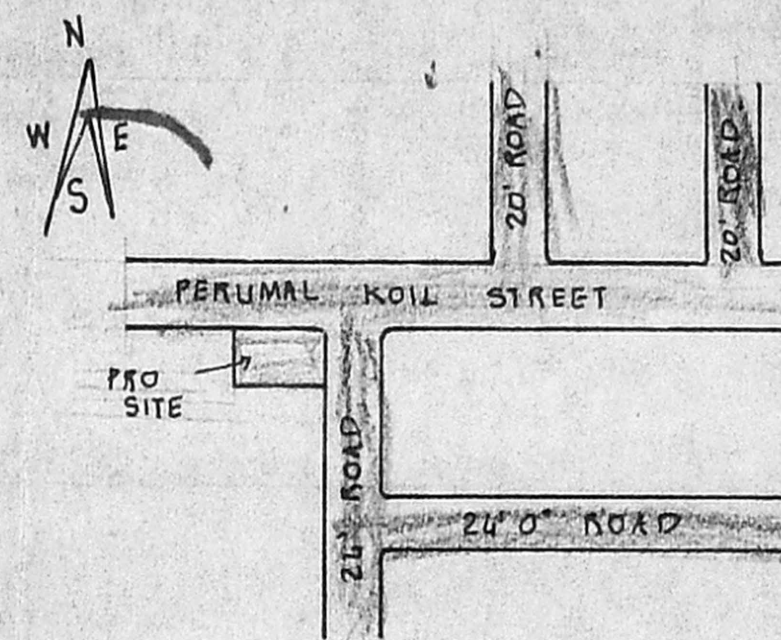 N
W E
S
20' ROAD
20' ROAD
PERUMAL KOIL STREET
PRO
SITE
24' ROAD
24' 0" ROAD